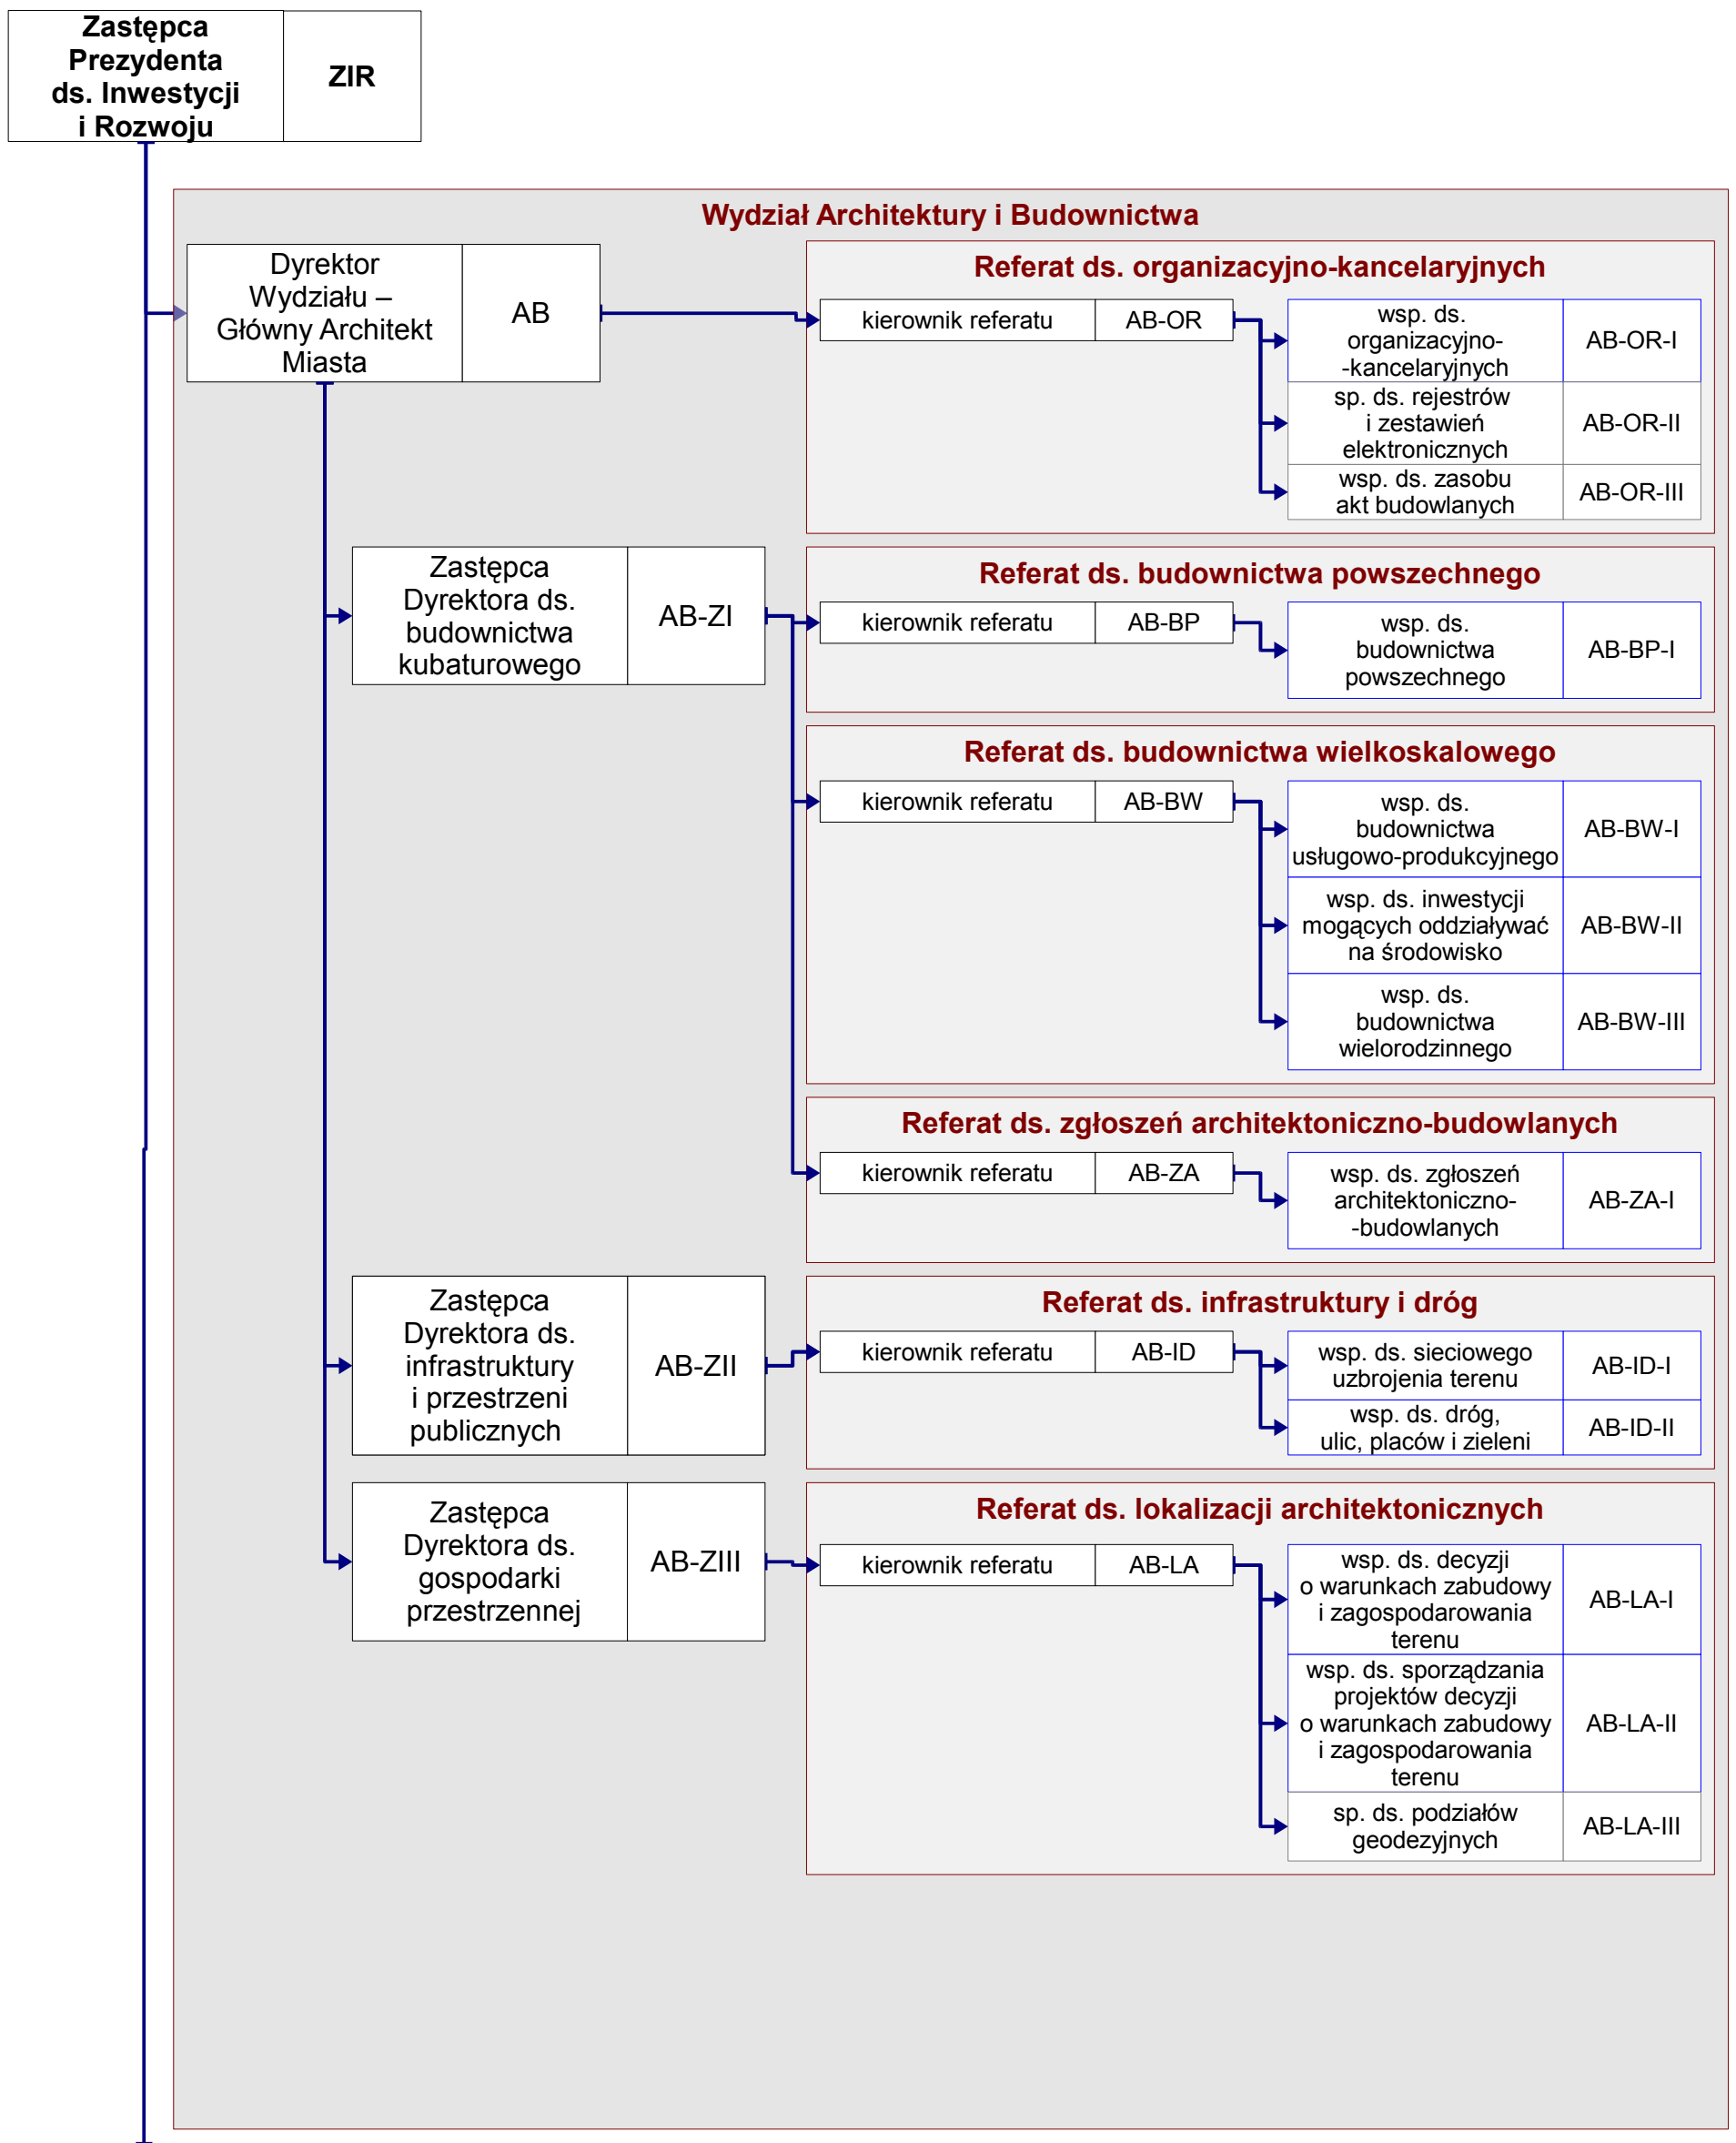 Zastępca
Prezydenta
ds. Inwestycji
i Rozwoju
ZIR
Wydział Architektury i Budownictwa
Dyrektor
Wydziału –
Główny Architekt
Miasta
AB
Referat ds. organizacyjno-kancelaryjnych
kierownik referatu
AB-OR
wsp. ds.
organizacyjno-
-kancelaryjnych
AB-OR-I
sp. ds. rejestrów
i zestawień
elektronicznych
AB-OR-II
wsp. ds. zasobu
akt budowlanych
AB-OR-III
Zastępca
Dyrektora ds.
budownictwa
kubaturowego
AB-ZI
Referat ds. budownictwa powszechnego
kierownik referatu
AB-BP
wsp. ds.
budownictwa
powszechnego
AB-BP-I
Referat ds. budownictwa wielkoskalowego
kierownik referatu
AB-BW
wsp. ds.
budownictwa
usługowo-produkcyjnego
AB-BW-I
wsp. ds. inwestycji
mogących oddziaływać
na środowisko
AB-BW-II
wsp. ds.
budownictwa
wielorodzinnego
AB-BW-III
Referat ds. zgłoszeń architektoniczno-budowlanych
kierownik referatu
AB-ZA
wsp. ds. zgłoszeń
architektoniczno-
-budowlanych
AB-ZA-I
Zastępca
Dyrektora ds.
infrastruktury
i przestrzeni
publicznych
AB-ZII
Referat ds. infrastruktury i dróg
kierownik referatu
AB-ID
wsp. ds. sieciowego
uzbrojenia terenu
AB-ID-I
wsp. ds. dróg,
ulic, placów i zieleni
AB-ID-II
Zastępca
Dyrektora ds.
gospodarki
przestrzennej
AB-ZIII
Referat ds. lokalizacji architektonicznych
kierownik referatu
AB-LA
wsp. ds. decyzji
o warunkach zabudowy
i zagospodarowania
terenu
AB-LA-I
wsp. ds. sporządzania
projektów decyzji
o warunkach zabudowy
i zagospodarowania
terenu
AB-LA-II
sp. ds. podziałów
geodezyjnych
AB-LA-III